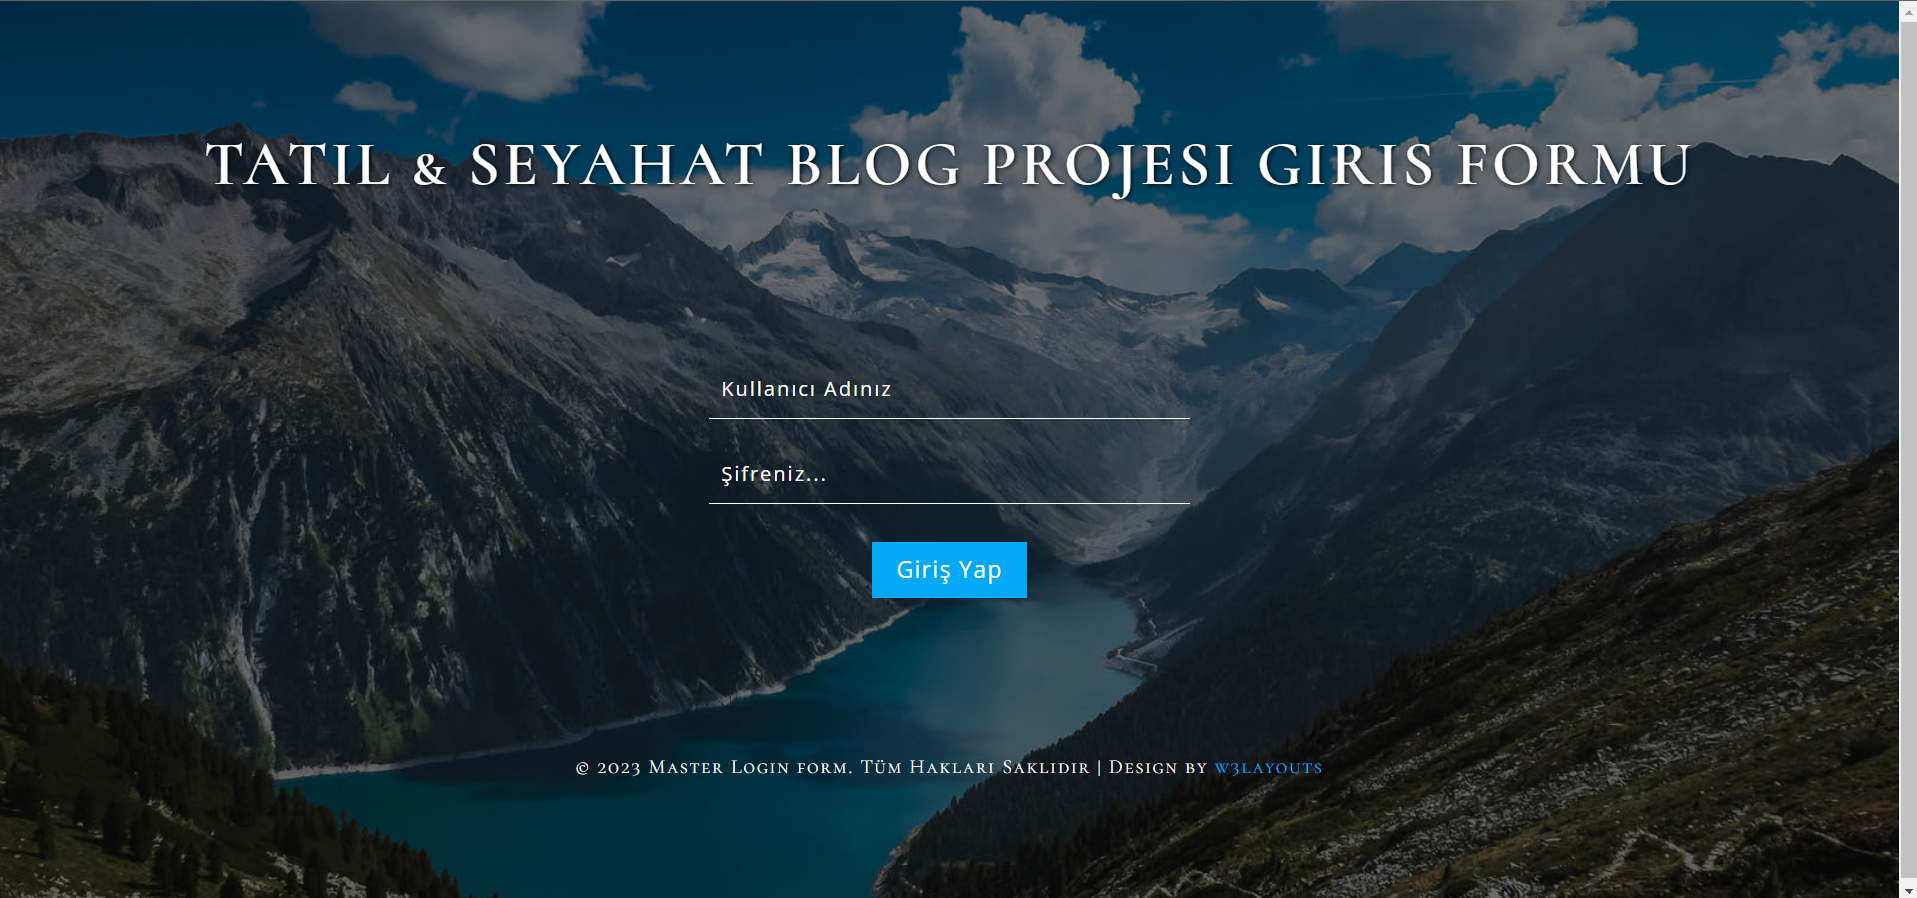 TATIL & SEYAHAT BLOG PROJESI GIRIS FORMU
Kullanıcı Adınız
Şifreniz...
Giriş Yap
© 2023 Master Login form. Tüm Hakları Saklıdır | Design by w3layouts